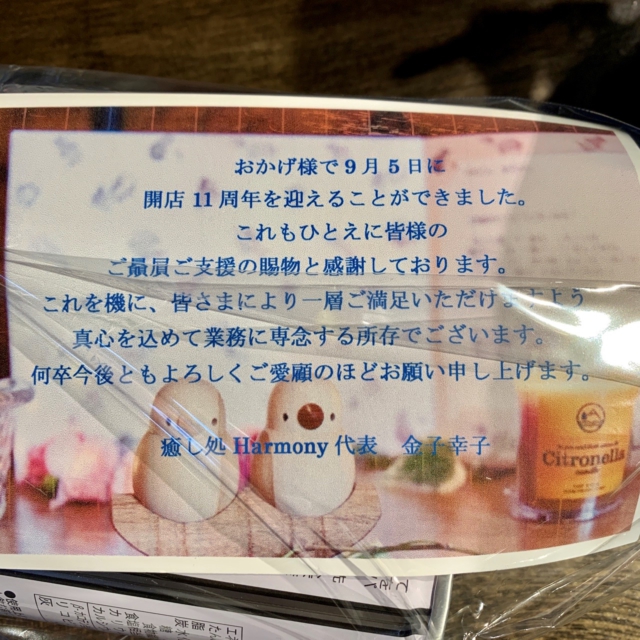 おかげ様で9月5日に
開店11周年を迎えることができました。
これもひとえに皆様の
ご贔屓ご支援の賜物と感謝しております。
これを機に、皆さまにより一層ご満足いただけますよう
真心を込めて業務に専念する所存でございます。
何卒今後ともよろしくご愛顧のほどお願い申し上げます。
癒し処 Harmony 代表　金子幸子
Citronella